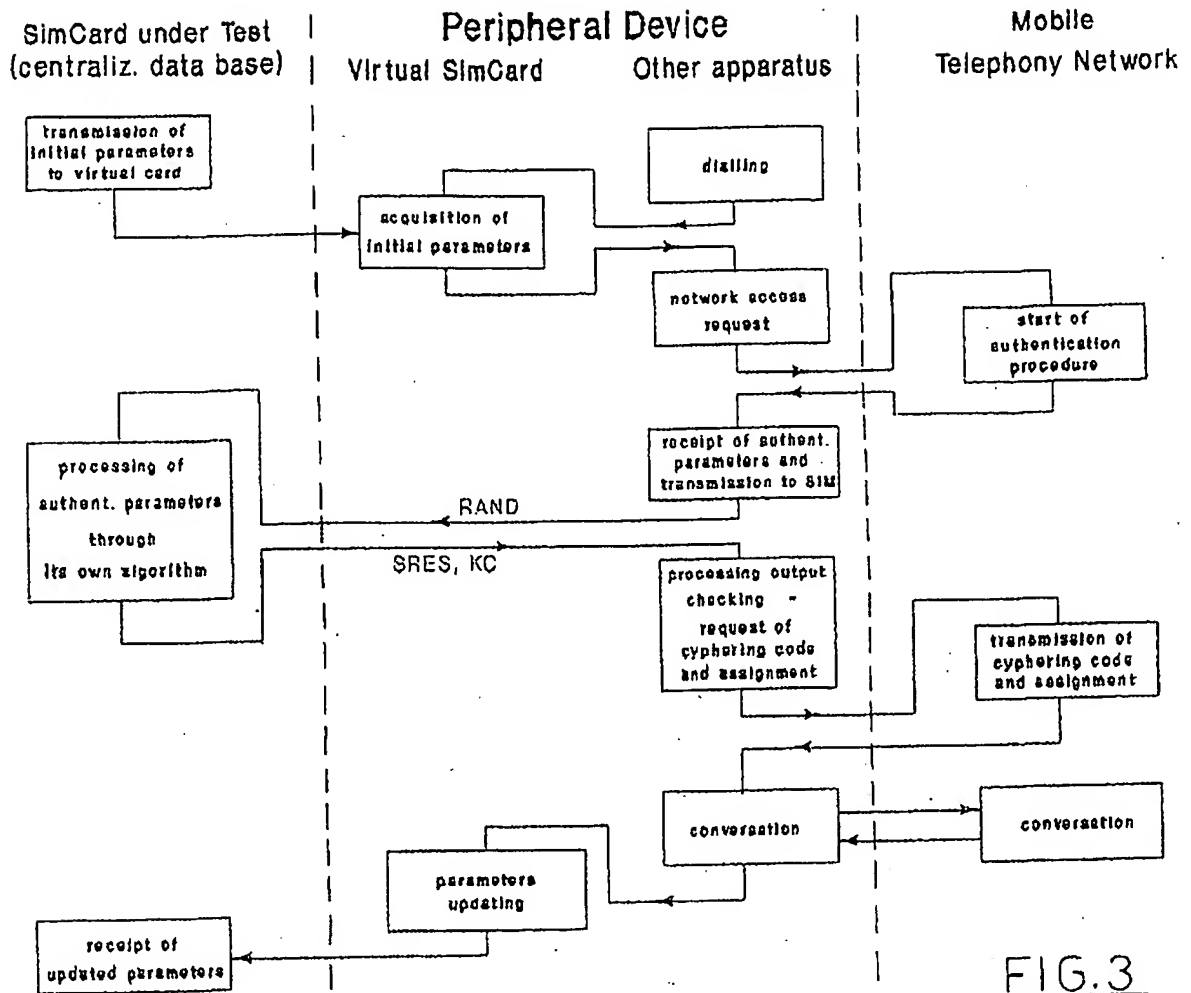 SimCard under Test
(centraliz. data base)
Peripheral Device
Virtual SimCard
Other apparatus
Mobile
Telephony Network
transmission of
initial parameters
to virtual card
dialling
acquisition of
initial parameters
network access
request
start of
authentication
procedure
receipt of authent.
parameters and
transmission to SIM
processing of
authent. parameters
through
its own algorithm
RAND
SRES, KC
processing output
checking -
request of
cyphering code
and assignment
transmission of
cyphering code
and assignment
conversation
conversation
parameters
updating
receipt of
updated parameters
FIG.3